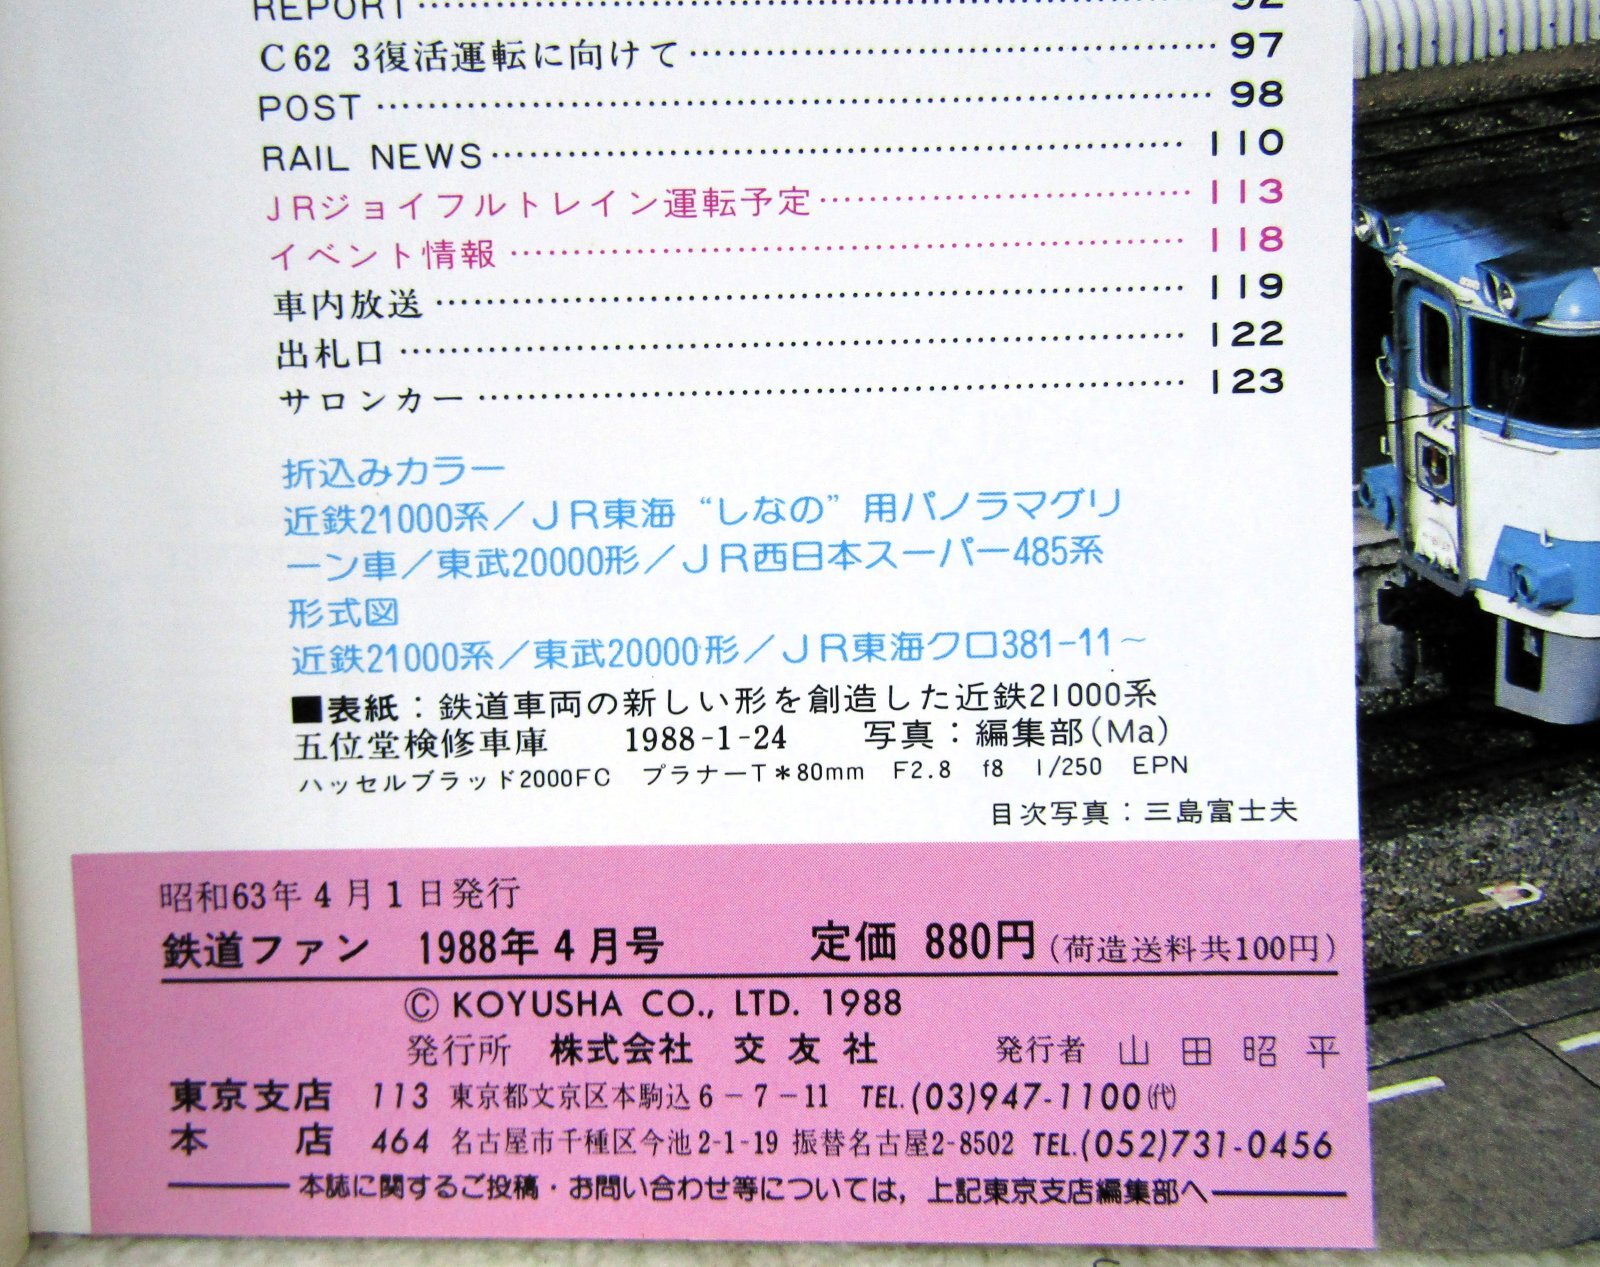 REPORT……92
C62 3復活運転に向けて……97
POST……98
RAIL NEWS……110
JRジョイフルトレイン運転予定……113
イベント情報……118
車内放送……119
出札口……122
サロンカー……123
折込みカラー
近鉄21000系／JR東海“しなの”用パノラマグリ
ーン車／東武20000形／JR西日本スーパー485系
形式図
近鉄21000系／東武20000形／JR東海クロ381-11～
■表紙：鉄道車両の新しい形を創造した近鉄21000系
五位堂検修車庫　1988-1-24　写真：編集部(Ma)
ハッセルブラッド2000FC　プラナーT＊80mm　F2.8　f8　1/250　EPN
目次写真：三島富士夫
昭和63年4月1日発行
鉄道ファン　1988年4月号　定価 880円(荷造送料共100円)
© KOYUSHA CO., LTD. 1988
発行所　株式会社　交友社　発行者　山田昭平
東京支店　113　東京都文京区本駒込6－7－11　TEL.(03)947-1100㈹
本店　464　名古屋市千種区今池2-1-19　振替名古屋2-8502　TEL.(052)731-0456
本誌に関するご投稿・お問い合わせ等については，上記東京支店編集部へ